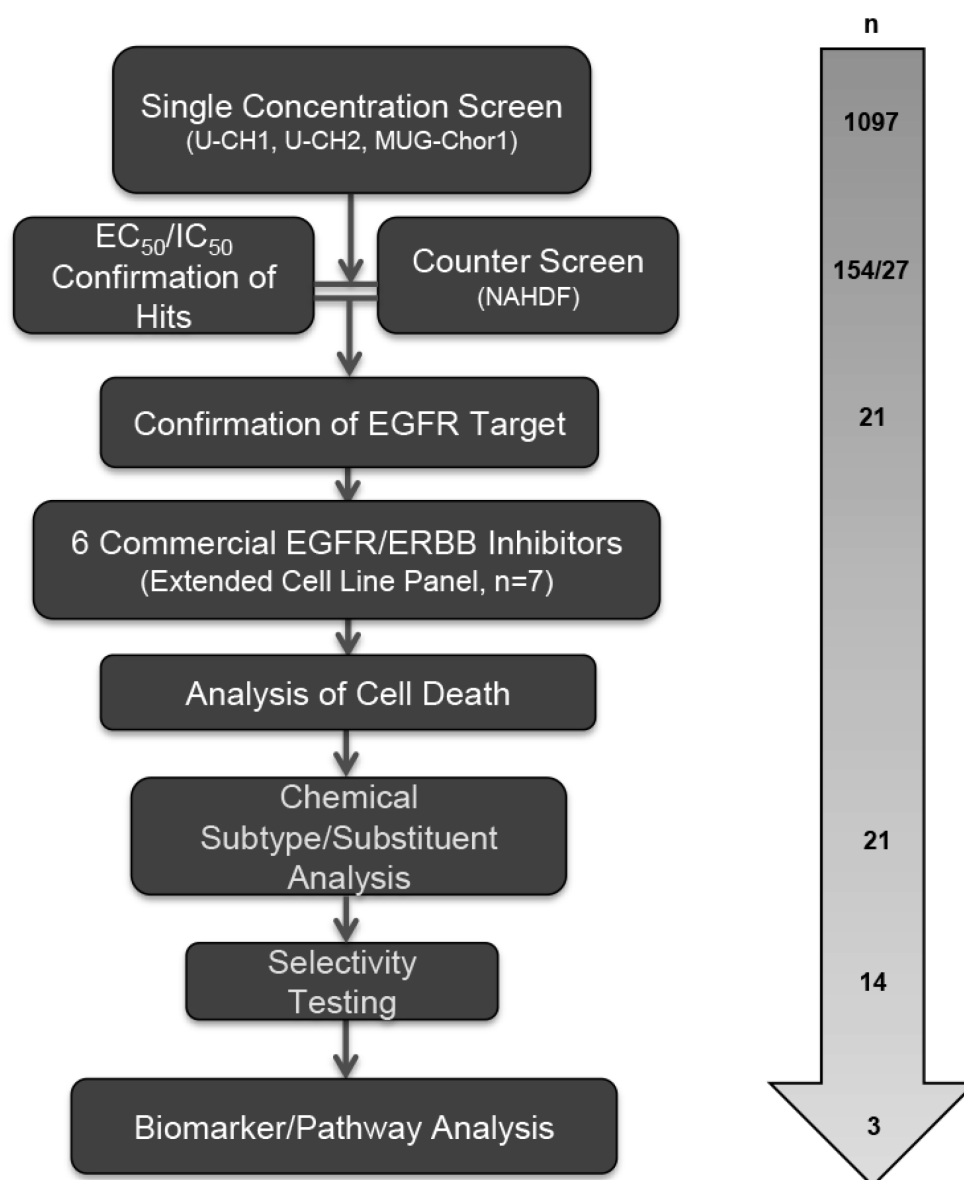 n
Single Concentration Screen
(U-CH1, U-CH2, MUG-Chor1)
1097
EC₅₀/IC₅₀
Confirmation of
Hits
Counter Screen
(NAHDF)
154/27
Confirmation of EGFR Target
21
6 Commercial EGFR/ERBB Inhibitors
(Extended Cell Line Panel, n=7)
Analysis of Cell Death
Chemical
Subtype/Substituent
Analysis
21
Selectivity
Testing
14
Biomarker/Pathway Analysis
3